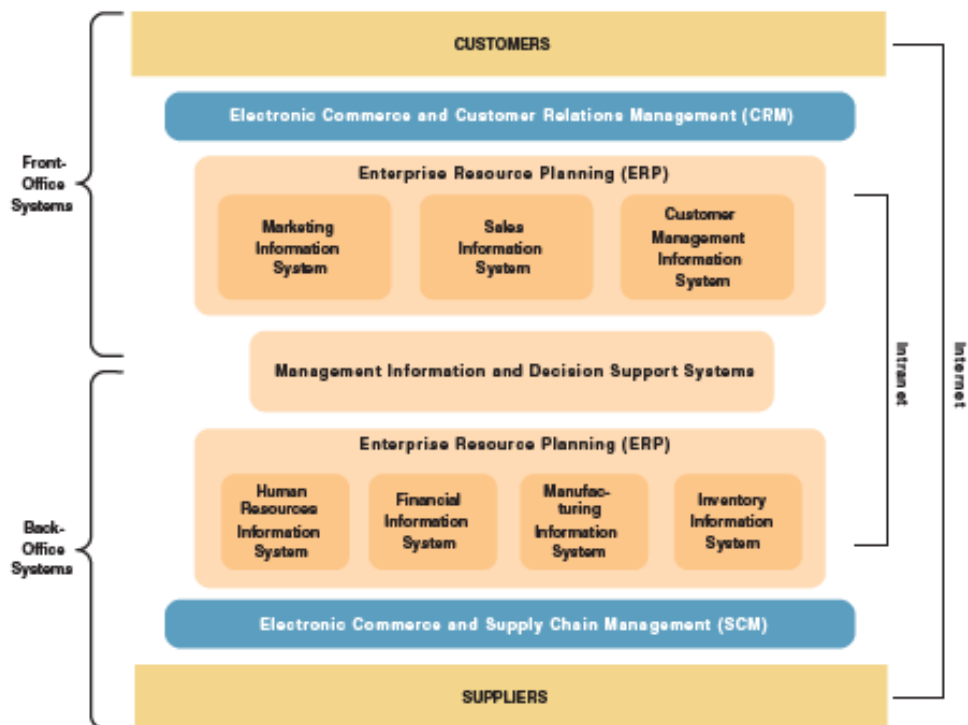 CUSTOMERS
Electronic Commerce and Customer Relations Management (CRM)
Front-
Office
Systems
Enterprise Resource Planning (ERP)
Marketing
Information
System
Sales
Information
System
Customer
Management
Information
System
Management Information and Decision Support Systems
Intranet
Internet
Back-
Office
Systems
Enterprise Resource Planning (ERP)
Human
Resources
Information
System
Financial
Information
System
Manufac-
turing
Information
System
Inventory
Information
System
Electronic Commerce and Supply Chain Management (SCM)
SUPPLIERS